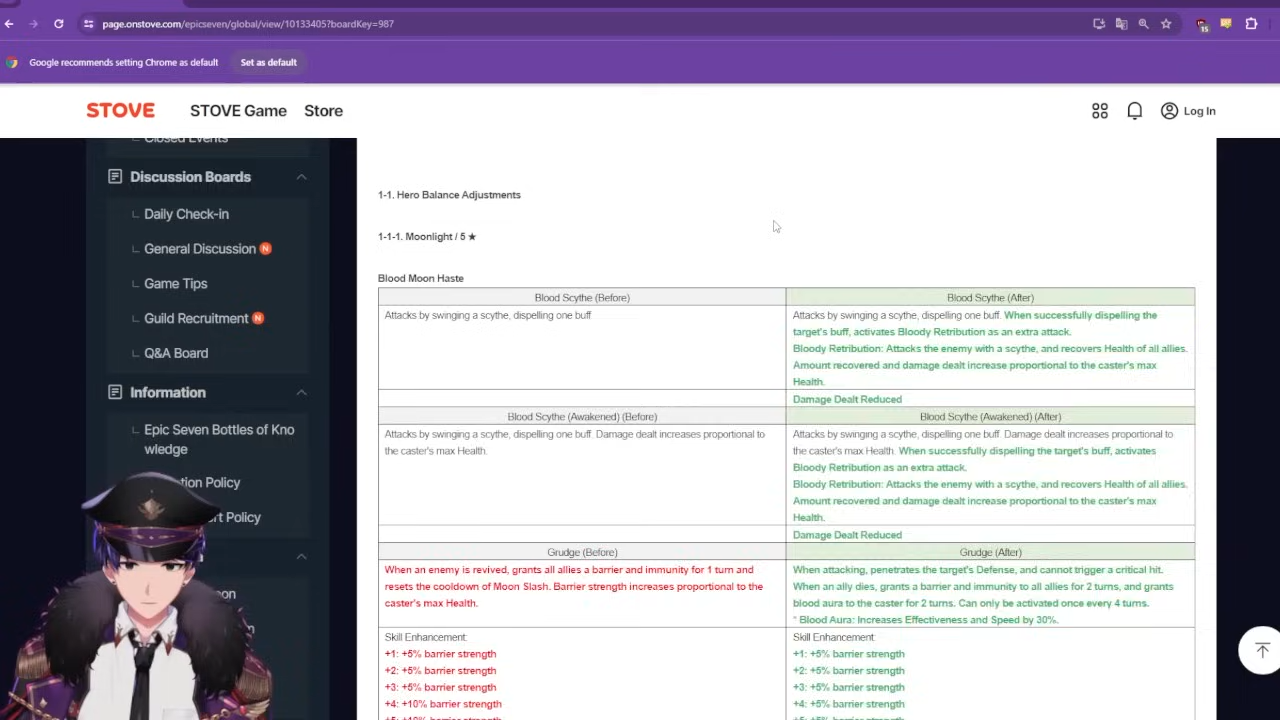 page.onstove.com/epicseven/global/view/10133405?boardKey=987
15
Google recommends setting Chrome as default
Set as default
STOVE
STOVE Game
Store
Log In
Closed Events
Discussion Boards
Daily Check-in
General Discussion N
Game Tips
Guild Recruitment N
Q&A Board
Information
Epic Seven Bottles of Kno
wledge
Policy
Policy
1-1. Hero Balance Adjustments
1-1-1. Moonlight / 5 ★
Blood Moon Haste
Blood Scythe (Before)
Blood Scythe (After)
Attacks by swinging a scythe, dispelling one buff
Attacks by swinging a scythe, dispelling one buff. When successfully dispelling the
target's buff, activates Bloody Retribution as an extra attack.
Bloody Retribution: Attacks the enemy with a scythe, and recovers Health of all allies.
Amount recovered and damage dealt increase proportional to the caster's max
Health.
Damage Dealt Reduced
Blood Scythe (Awakened) (Before)
Blood Scythe (Awakened) (After)
Attacks by swinging a scythe, dispelling one buff. Damage dealt increases proportional to
the caster's max Health.
Attacks by swinging a scythe, dispelling one buff. Damage dealt increases proportional to
the caster's max Health. When successfully dispelling the target's buff, activates
Bloody Retribution as an extra attack.
Bloody Retribution: Attacks the enemy with a scythe, and recovers Health of all allies.
Amount recovered and damage dealt increase proportional to the caster's max
Health.
Damage Dealt Reduced
Grudge (Before)
Grudge (After)
When an enemy is revived, grants all allies a barrier and immunity for 1 turn and
resets the cooldown of Moon Slash. Barrier strength increases proportional to the
caster's max Health.
When attacking, penetrates the target's Defense, and cannot trigger a critical hit.
When an ally dies, grants a barrier and immunity to all allies for 2 turns, and grants
blood aura to the caster for 2 turns. Can only be activated once every 4 turns.
* Blood Aura: Increases Effectiveness and Speed by 30%.
Skill Enhancement:
+1: +5% barrier strength
+2: +5% barrier strength
+3: +5% barrier strength
+4: +10% barrier strength
+5: +10% barrier strength
Skill Enhancement:
+1: +5% barrier strength
+2: +5% barrier strength
+3: +5% barrier strength
+4: +5% barrier strength
+5: +5% barrier strength